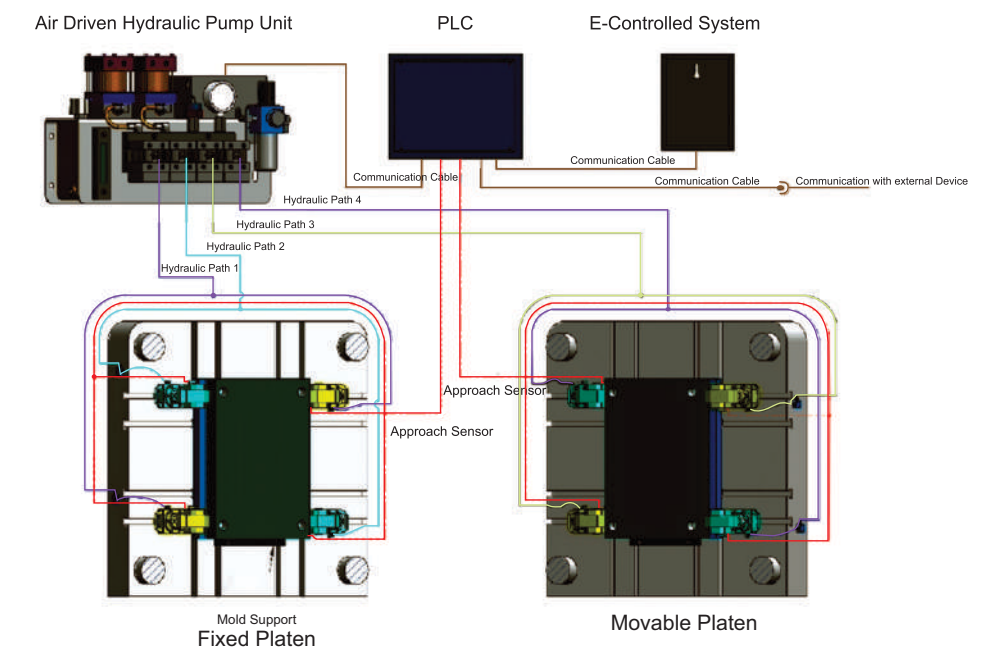 Air Driven Hydraulic Pump Unit
PLC
E-Controlled System
Communication Cable
Communication Cable
Communication Cable
Communication with external Device
Hydraulic Path 4
Hydraulic Path 3
Hydraulic Path 2
Hydraulic Path 1
Approach Sensor
Approach Sensor
Mold Support
Fixed Platen
Movable Platen